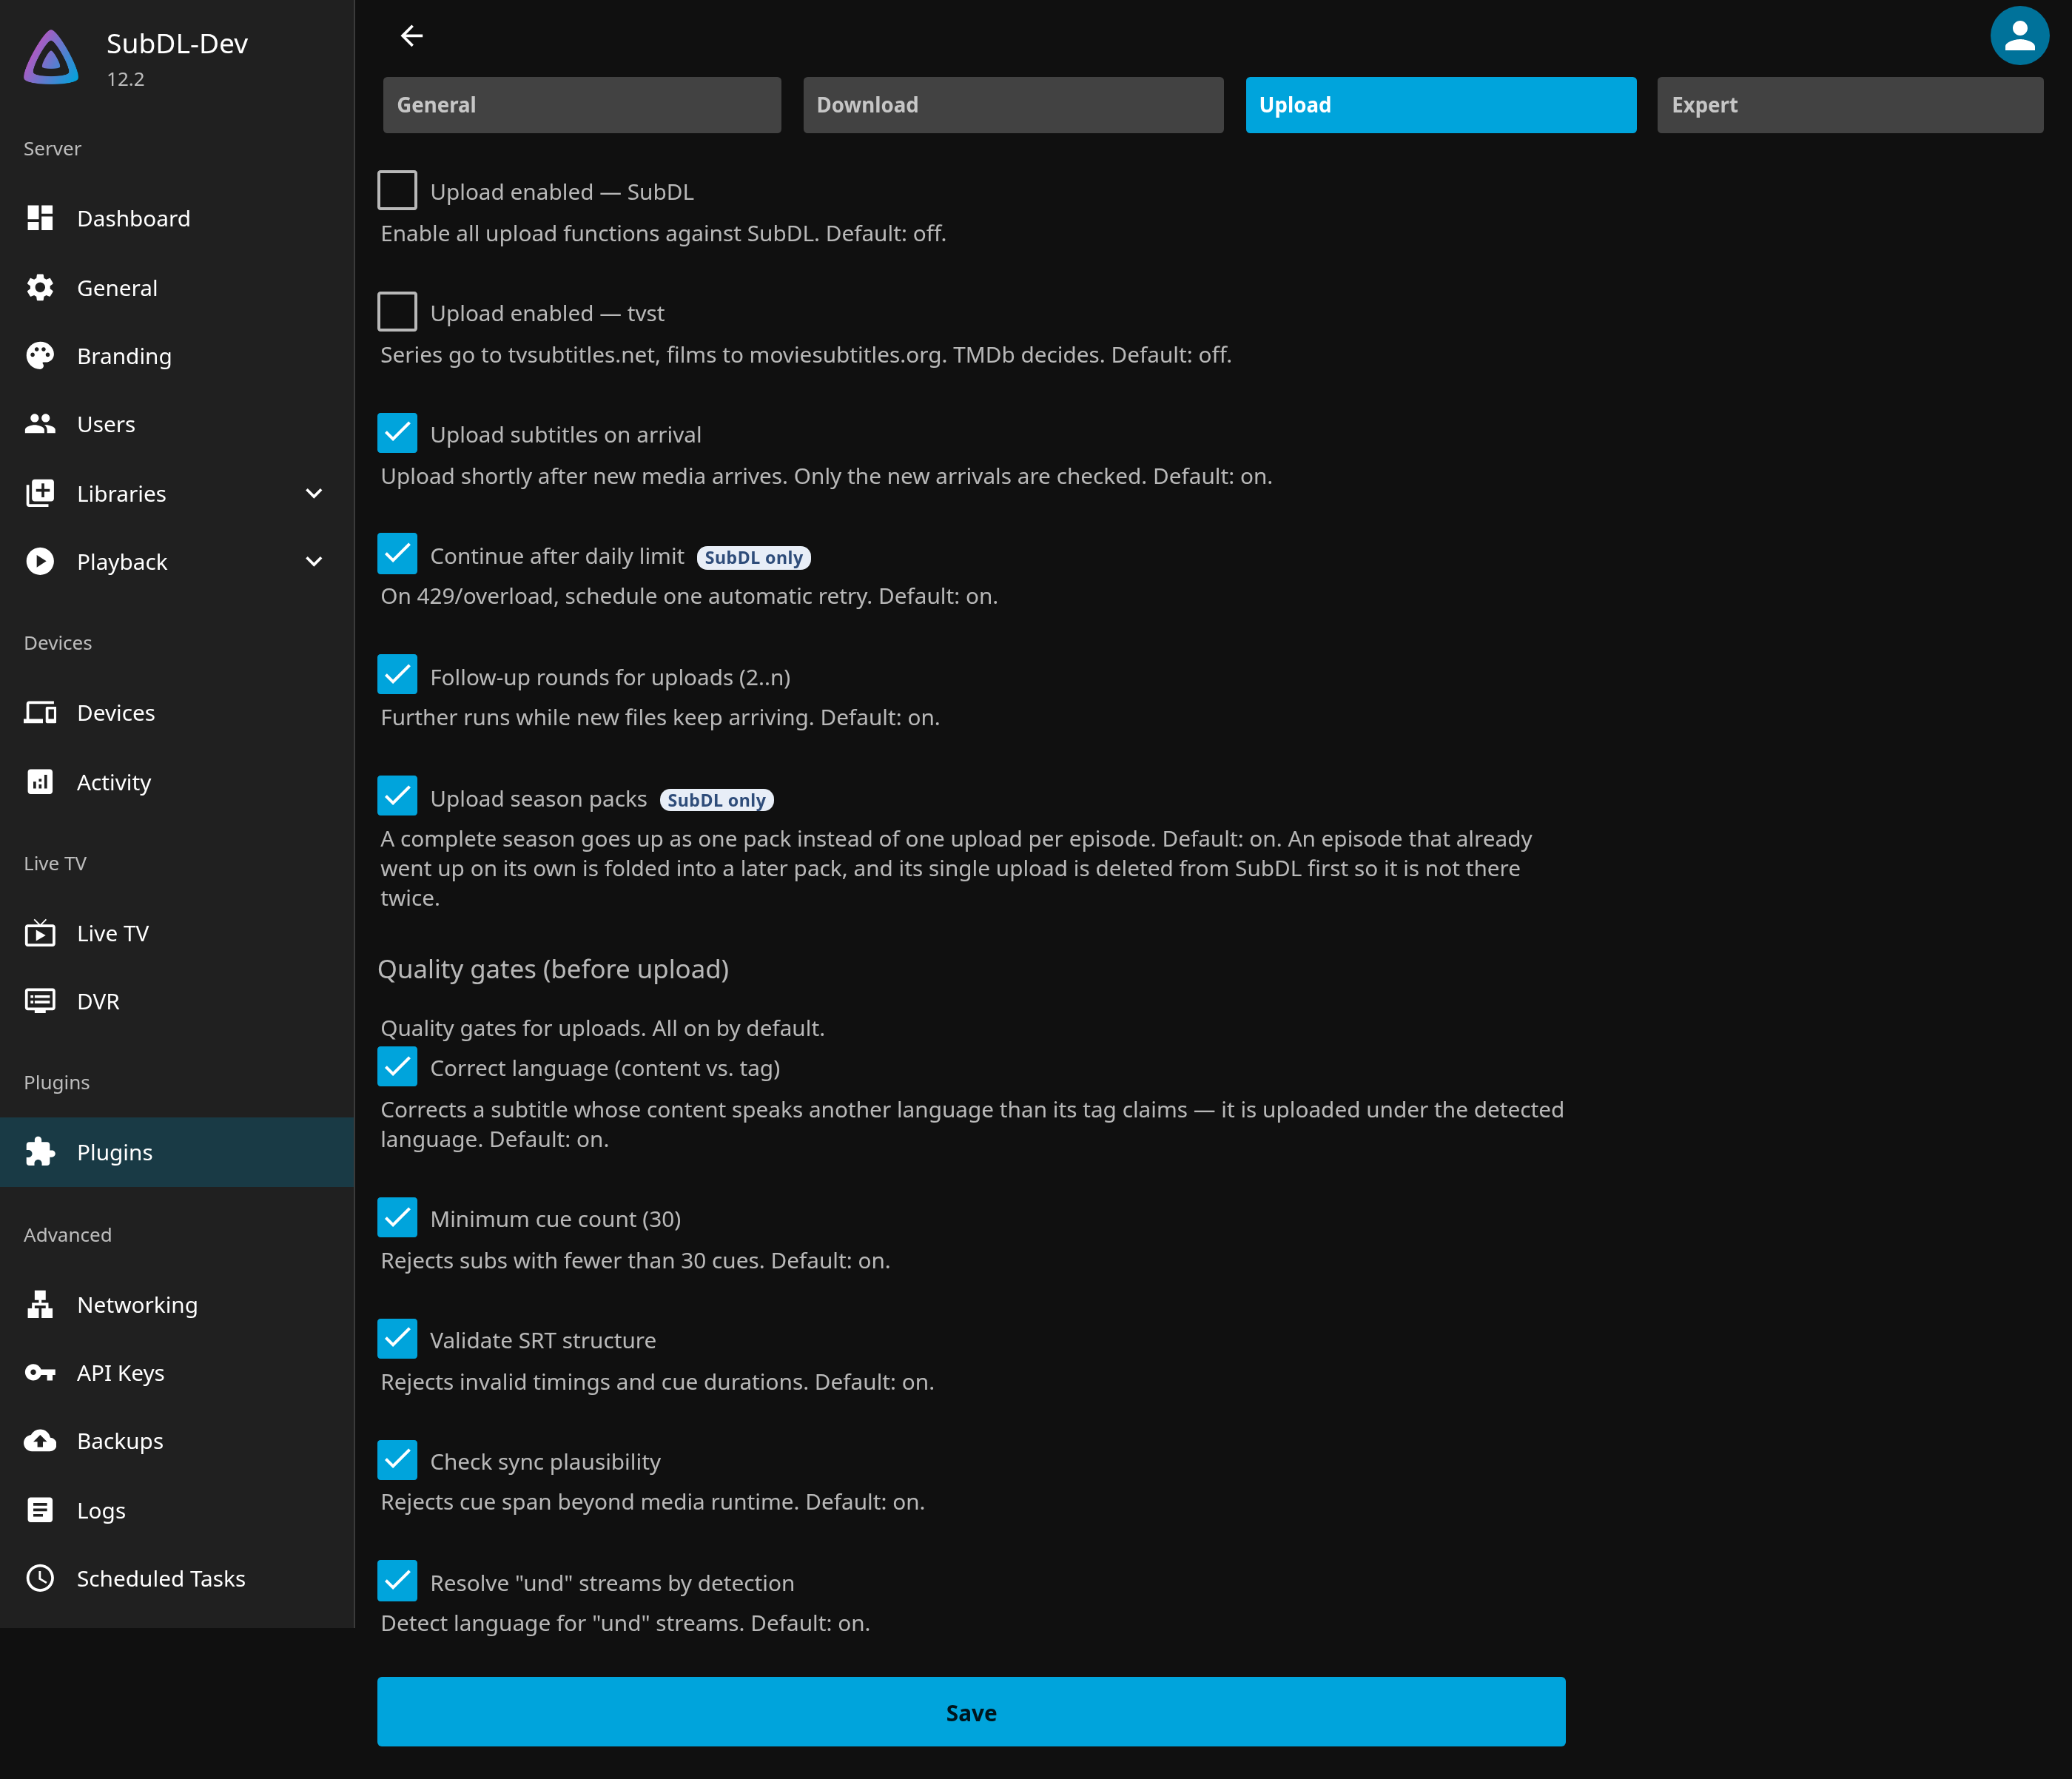 SubDL-Dev
12.2
Server
Dashboard
General
Branding
Users
Libraries
Playback
Devices
Devices
Activity
Live TV
Live TV
DVR
Plugins
Plugins
Advanced
Networking
API Keys
Backups
Logs
Scheduled Tasks
General
Download
Upload
Expert
Upload enabled — SubDL
Enable all upload functions against SubDL. Default: off.
Upload enabled — tvst
Series go to tvsubtitles.net, films to moviesubtitles.org. TMDb decides. Default: off.
Upload subtitles on arrival
Upload shortly after new media arrives. Only the new arrivals are checked. Default: on.
Continue after daily limit SubDL only
On 429/overload, schedule one automatic retry. Default: on.
Follow-up rounds for uploads (2..n)
Further runs while new files keep arriving. Default: on.
Upload season packs SubDL only
A complete season goes up as one pack instead of one upload per episode. Default: on. An episode that already
went up on its own is folded into a later pack, and its single upload is deleted from SubDL first so it is not there
twice.
Quality gates (before upload)
Quality gates for uploads. All on by default.
Correct language (content vs. tag)
Corrects a subtitle whose content speaks another language than its tag claims — it is uploaded under the detected
language. Default: on.
Minimum cue count (30)
Rejects subs with fewer than 30 cues. Default: on.
Validate SRT structure
Rejects invalid timings and cue durations. Default: on.
Check sync plausibility
Rejects cue span beyond media runtime. Default: on.
Resolve "und" streams by detection
Detect language for "und" streams. Default: on.
Save